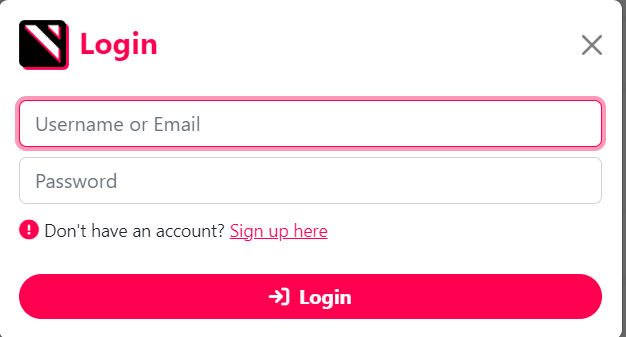 Login
Username or Email
Password
Don't have an account? Sign up here
Login